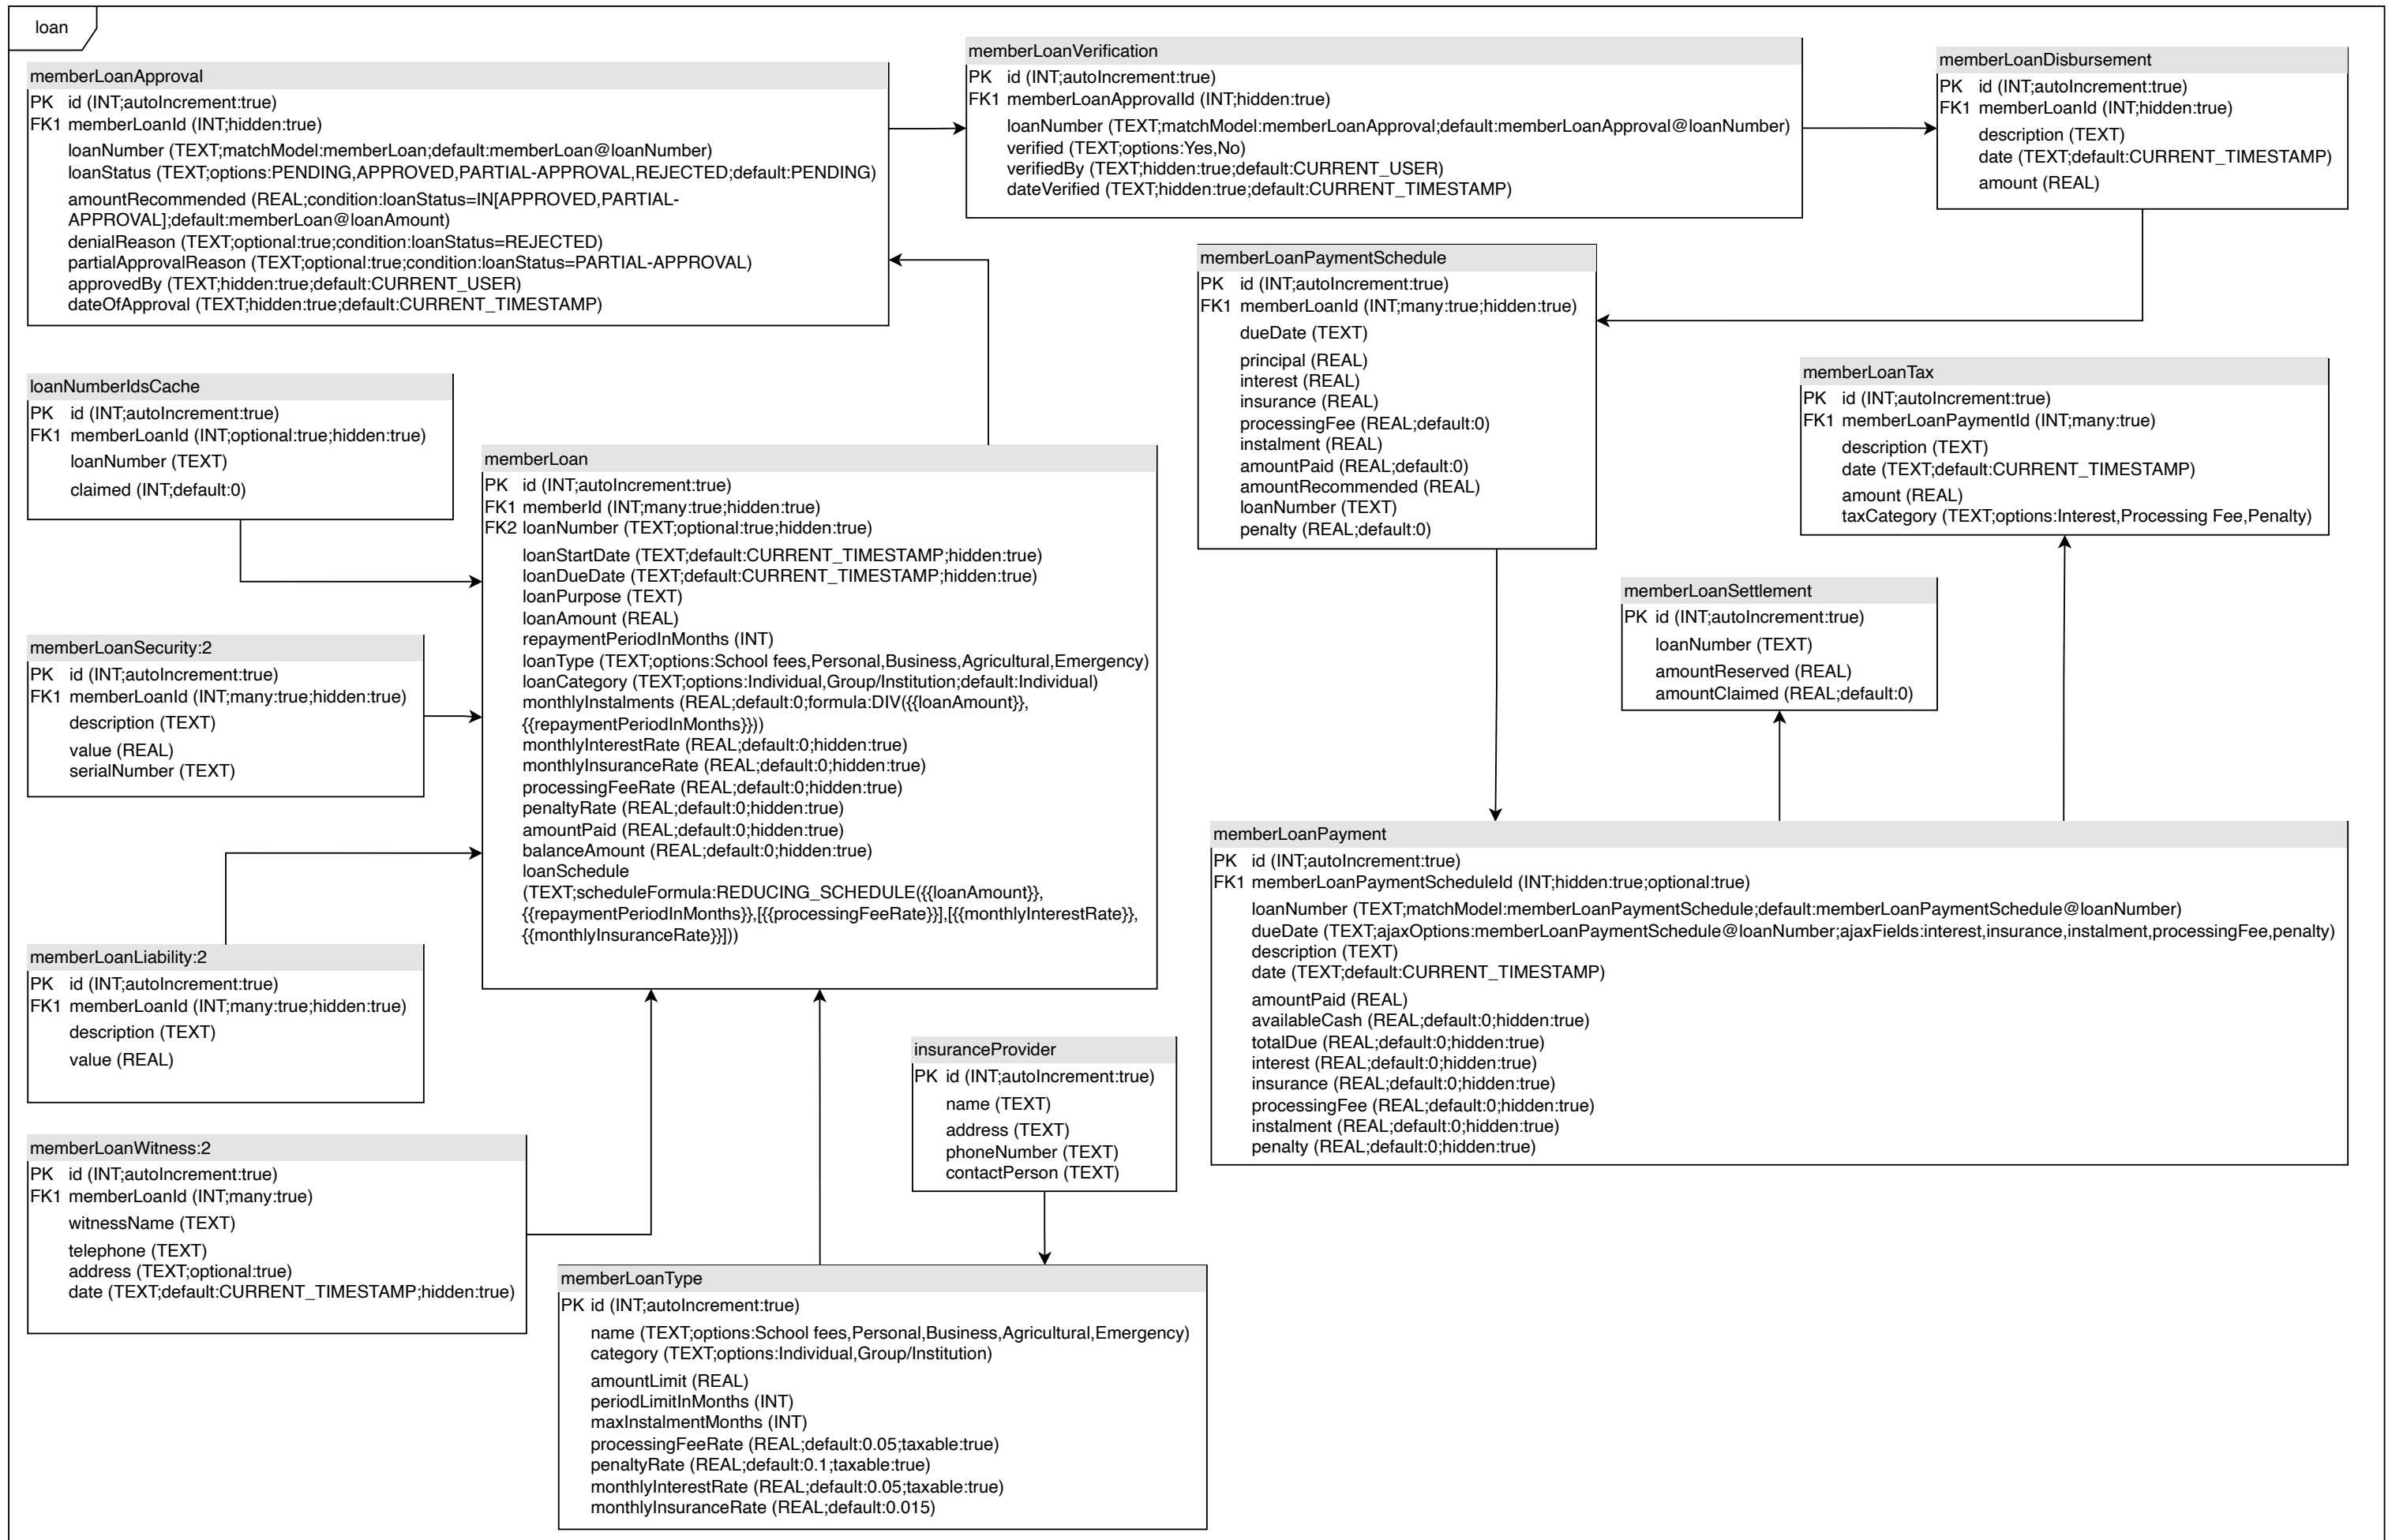 loan
memberLoanApproval
PK id (INT;autoIncrement:true)
FK1 memberLoanId (INT;hidden:true)
loanNumber (TEXT;matchModel:memberLoan;default:memberLoan@loanNumber)
loanStatus (TEXT;options:PENDING,APPROVED,PARTIAL-APPROVAL,REJECTED;default:PENDING)
amountRecommended (REAL;condition:loanStatus=IN[APPROVED,PARTIAL-
APPROVAL];default:memberLoan@loanAmount)
denialReason (TEXT;optional:true;condition:loanStatus=REJECTED)
partialApprovalReason (TEXT;optional:true;condition:loanStatus=PARTIAL-APPROVAL)
approvedBy (TEXT;hidden:true;default:CURRENT_USER)
dateOfApproval (TEXT;hidden:true;default:CURRENT_TIMESTAMP)
memberLoanVerification
PK id (INT;autoIncrement:true)
FK1 memberLoanApprovalId (INT;hidden:true)
loanNumber (TEXT;matchModel:memberLoanApproval;default:memberLoanApproval@loanNumber)
verified (TEXT;options:Yes,No)
verifiedBy (TEXT;hidden:true;default:CURRENT_USER)
dateVerified (TEXT;hidden:true;default:CURRENT_TIMESTAMP)
memberLoanDisbursement
PK id (INT;autoIncrement:true)
FK1 memberLoanId (INT;hidden:true)
description (TEXT)
date (TEXT;default:CURRENT_TIMESTAMP)
amount (REAL)
memberLoanPaymentSchedule
PK id (INT;autoIncrement:true)
FK1 memberLoanId (INT;many:true;hidden:true)
dueDate (TEXT)
principal (REAL)
interest (REAL)
insurance (REAL)
processingFee (REAL;default:0)
instalment (REAL)
amountPaid (REAL;default:0)
amountRecommended (REAL)
loanNumber (TEXT)
penalty (REAL;default:0)
memberLoanTax
PK id (INT;autoIncrement:true)
FK1 memberLoanPaymentId (INT;many:true)
description (TEXT)
date (TEXT;default:CURRENT_TIMESTAMP)
amount (REAL)
taxCategory (TEXT;options:Interest,Processing Fee,Penalty)
loanNumberIdsCache
PK id (INT;autoIncrement:true)
FK1 memberLoanId (INT;optional:true;hidden:true)
loanNumber (TEXT)
claimed (INT;default:0)
memberLoan
PK id (INT;autoIncrement:true)
FK1 memberId (INT;many:true;hidden:true)
FK2 loanNumber (TEXT;optional:true;hidden:true)
loanStartDate (TEXT;default:CURRENT_TIMESTAMP;hidden:true)
loanDueDate (TEXT;default:CURRENT_TIMESTAMP;hidden:true)
loanPurpose (TEXT)
loanAmount (REAL)
repaymentPeriodInMonths (INT)
loanType (TEXT;options:School fees,Personal,Business,Agricultural,Emergency)
loanCategory (TEXT;options:Individual,Group/Institution;default:Individual)
monthlyInstalments (REAL;default:0;formula:DIV({{loanAmount}},
{{repaymentPeriodInMonths}}))
monthlyInterestRate (REAL;default:0;hidden:true)
monthlyInsuranceRate (REAL;default:0;hidden:true)
processingFeeRate (REAL;default:0;hidden:true)
penaltyRate (REAL;default:0;hidden:true)
amountPaid (REAL;default:0;hidden:true)
balanceAmount (REAL;default:0;hidden:true)
loanSchedule
(TEXT;scheduleFormula:REDUCING_SCHEDULE({{loanAmount}},
{{repaymentPeriodInMonths}},[{{processingFeeRate}}],[{{monthlyInterestRate}},
{{monthlyInsuranceRate}}]))
memberLoanSettlement
PK id (INT;autoIncrement:true)
loanNumber (TEXT)
amountReserved (REAL)
amountClaimed (REAL;default:0)
memberLoanSecurity:2
PK id (INT;autoIncrement:true)
FK1 memberLoanId (INT;many:true;hidden:true)
description (TEXT)
value (REAL)
serialNumber (TEXT)
memberLoanPayment
PK id (INT;autoIncrement:true)
FK1 memberLoanPaymentScheduleId (INT;hidden:true;optional:true)
loanNumber (TEXT;matchModel:memberLoanPaymentSchedule;default:memberLoanPaymentSchedule@loanNumber)
dueDate (TEXT;ajaxOptions:memberLoanPaymentSchedule@loanNumber;ajaxFields:interest,insurance,instalment,processingFee,penalty)
description (TEXT)
date (TEXT;default:CURRENT_TIMESTAMP)
amountPaid (REAL)
availableCash (REAL;default:0;hidden:true)
totalDue (REAL;default:0;hidden:true)
interest (REAL;default:0;hidden:true)
insurance (REAL;default:0;hidden:true)
processingFee (REAL;default:0;hidden:true)
instalment (REAL;default:0;hidden:true)
penalty (REAL;default:0;hidden:true)
memberLoanLiability:2
PK id (INT;autoIncrement:true)
FK1 memberLoanId (INT;many:true;hidden:true)
description (TEXT)
value (REAL)
insuranceProvider
PK id (INT;autoIncrement:true)
name (TEXT)
address (TEXT)
phoneNumber (TEXT)
contactPerson (TEXT)
memberLoanWitness:2
PK id (INT;autoIncrement:true)
FK1 memberLoanId (INT;many:true)
witnessName (TEXT)
telephone (TEXT)
address (TEXT;optional:true)
date (TEXT;default:CURRENT_TIMESTAMP;hidden:true)
memberLoanType
PK id (INT;autoIncrement:true)
name (TEXT;options:School fees,Personal,Business,Agricultural,Emergency)
category (TEXT;options:Individual,Group/Institution)
amountLimit (REAL)
periodLimitInMonths (INT)
maxInstalmentMonths (INT)
processingFeeRate (REAL;default:0.05;taxable:true)
penaltyRate (REAL;default:0.1;taxable:true)
monthlyInterestRate (REAL;default:0.05;taxable:true)
monthlyInsuranceRate (REAL;default:0.015)